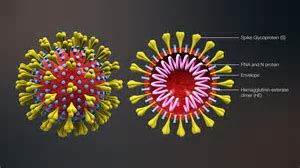 Spike Glycoprotein (S)
RNA and N protein
Envelope
Hemagglutinin-esterase
dimer (HE)